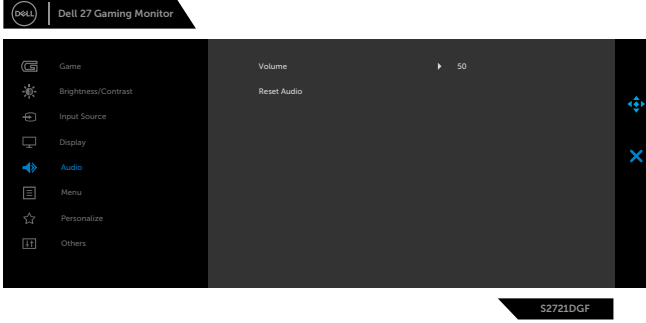 DELL Dell 27 Gaming Monitor
Game
Brightness/Contrast
Input Source
Display
Audio
Menu
Personalize
Others
Volume 50
Reset Audio
S2721DGF